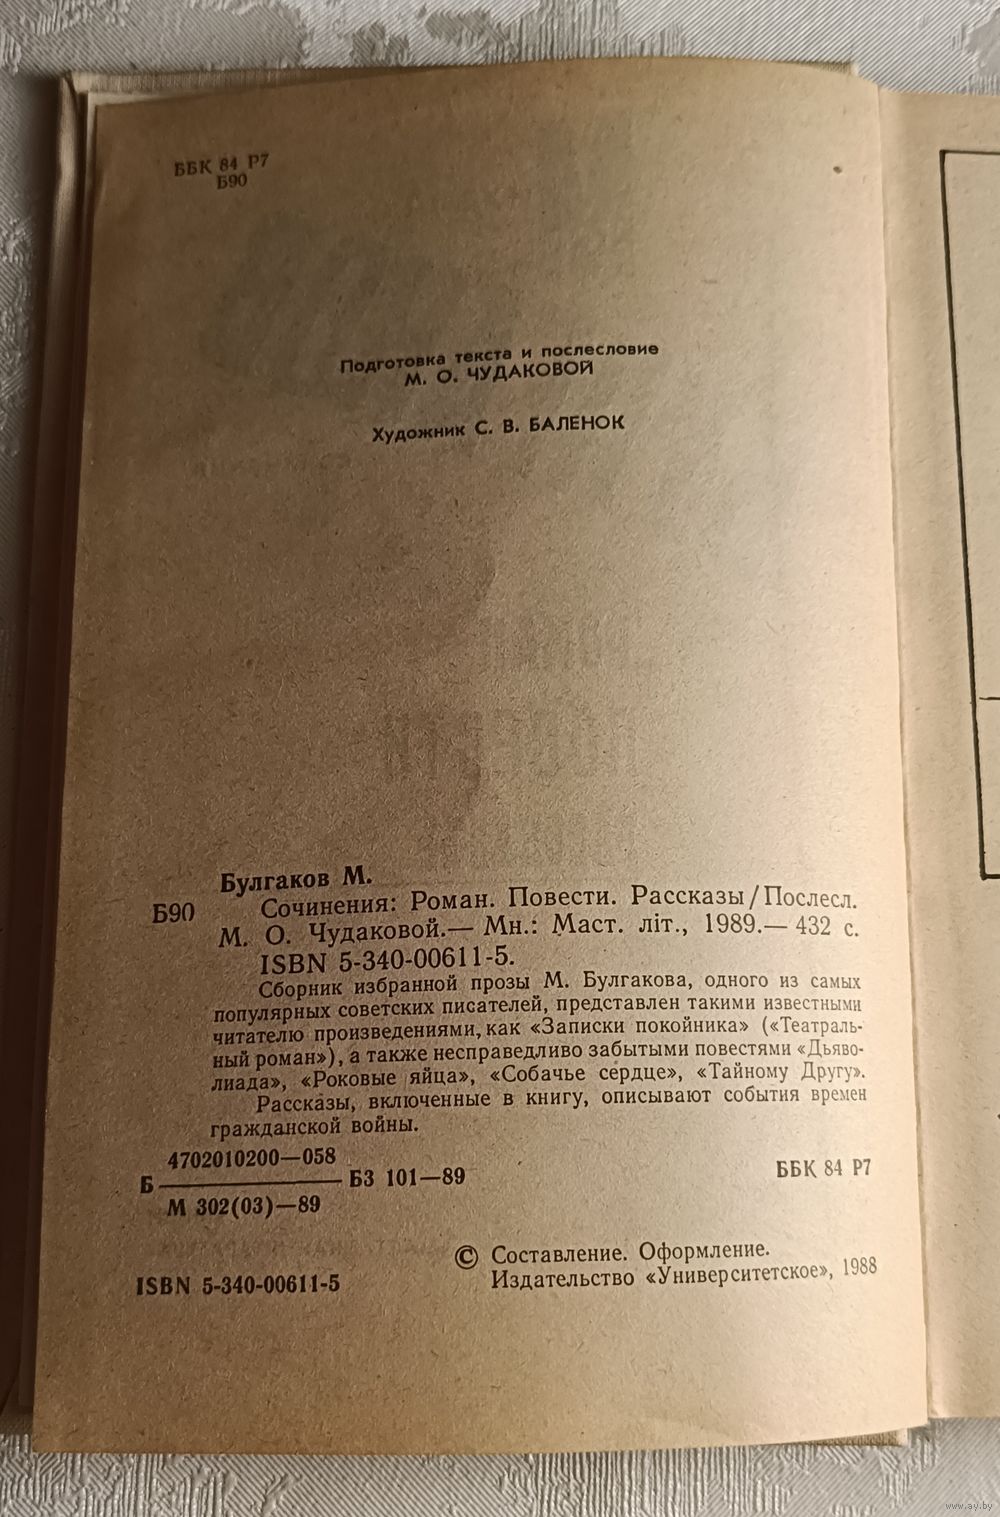 ББК 84 Р7
Б90
Подготовка текста и послесловие
М. О. ЧУДАКОВОЙ
Художник С. В. БАЛЕНОК
Булгаков М.
Б90 Сочинения: Роман. Повести. Рассказы/Послесл.
М. О. Чудаковой.— Мн.: Маст. літ., 1989.— 432 с.
ISBN 5-340-00611-5.
Сборник избранной прозы М. Булгакова, одного из самых
популярных советских писателей, представлен такими известными
читателю произведениями, как «Записки покойника» («Театраль-
ный роман»), а также несправедливо забытыми повестями «Дьяво-
лиада», «Роковые яйца», «Собачье сердце», «Тайному Другу».
Рассказы, включенные в книгу, описывают события времен
гражданской войны.
4702010200—058
Б БЗ 101—89
М 302(03)—89
ББК 84 Р7
© Составление. Оформление.
Издательство «Университетское», 1988
ISBN 5-340-00611-5
www.ay.by